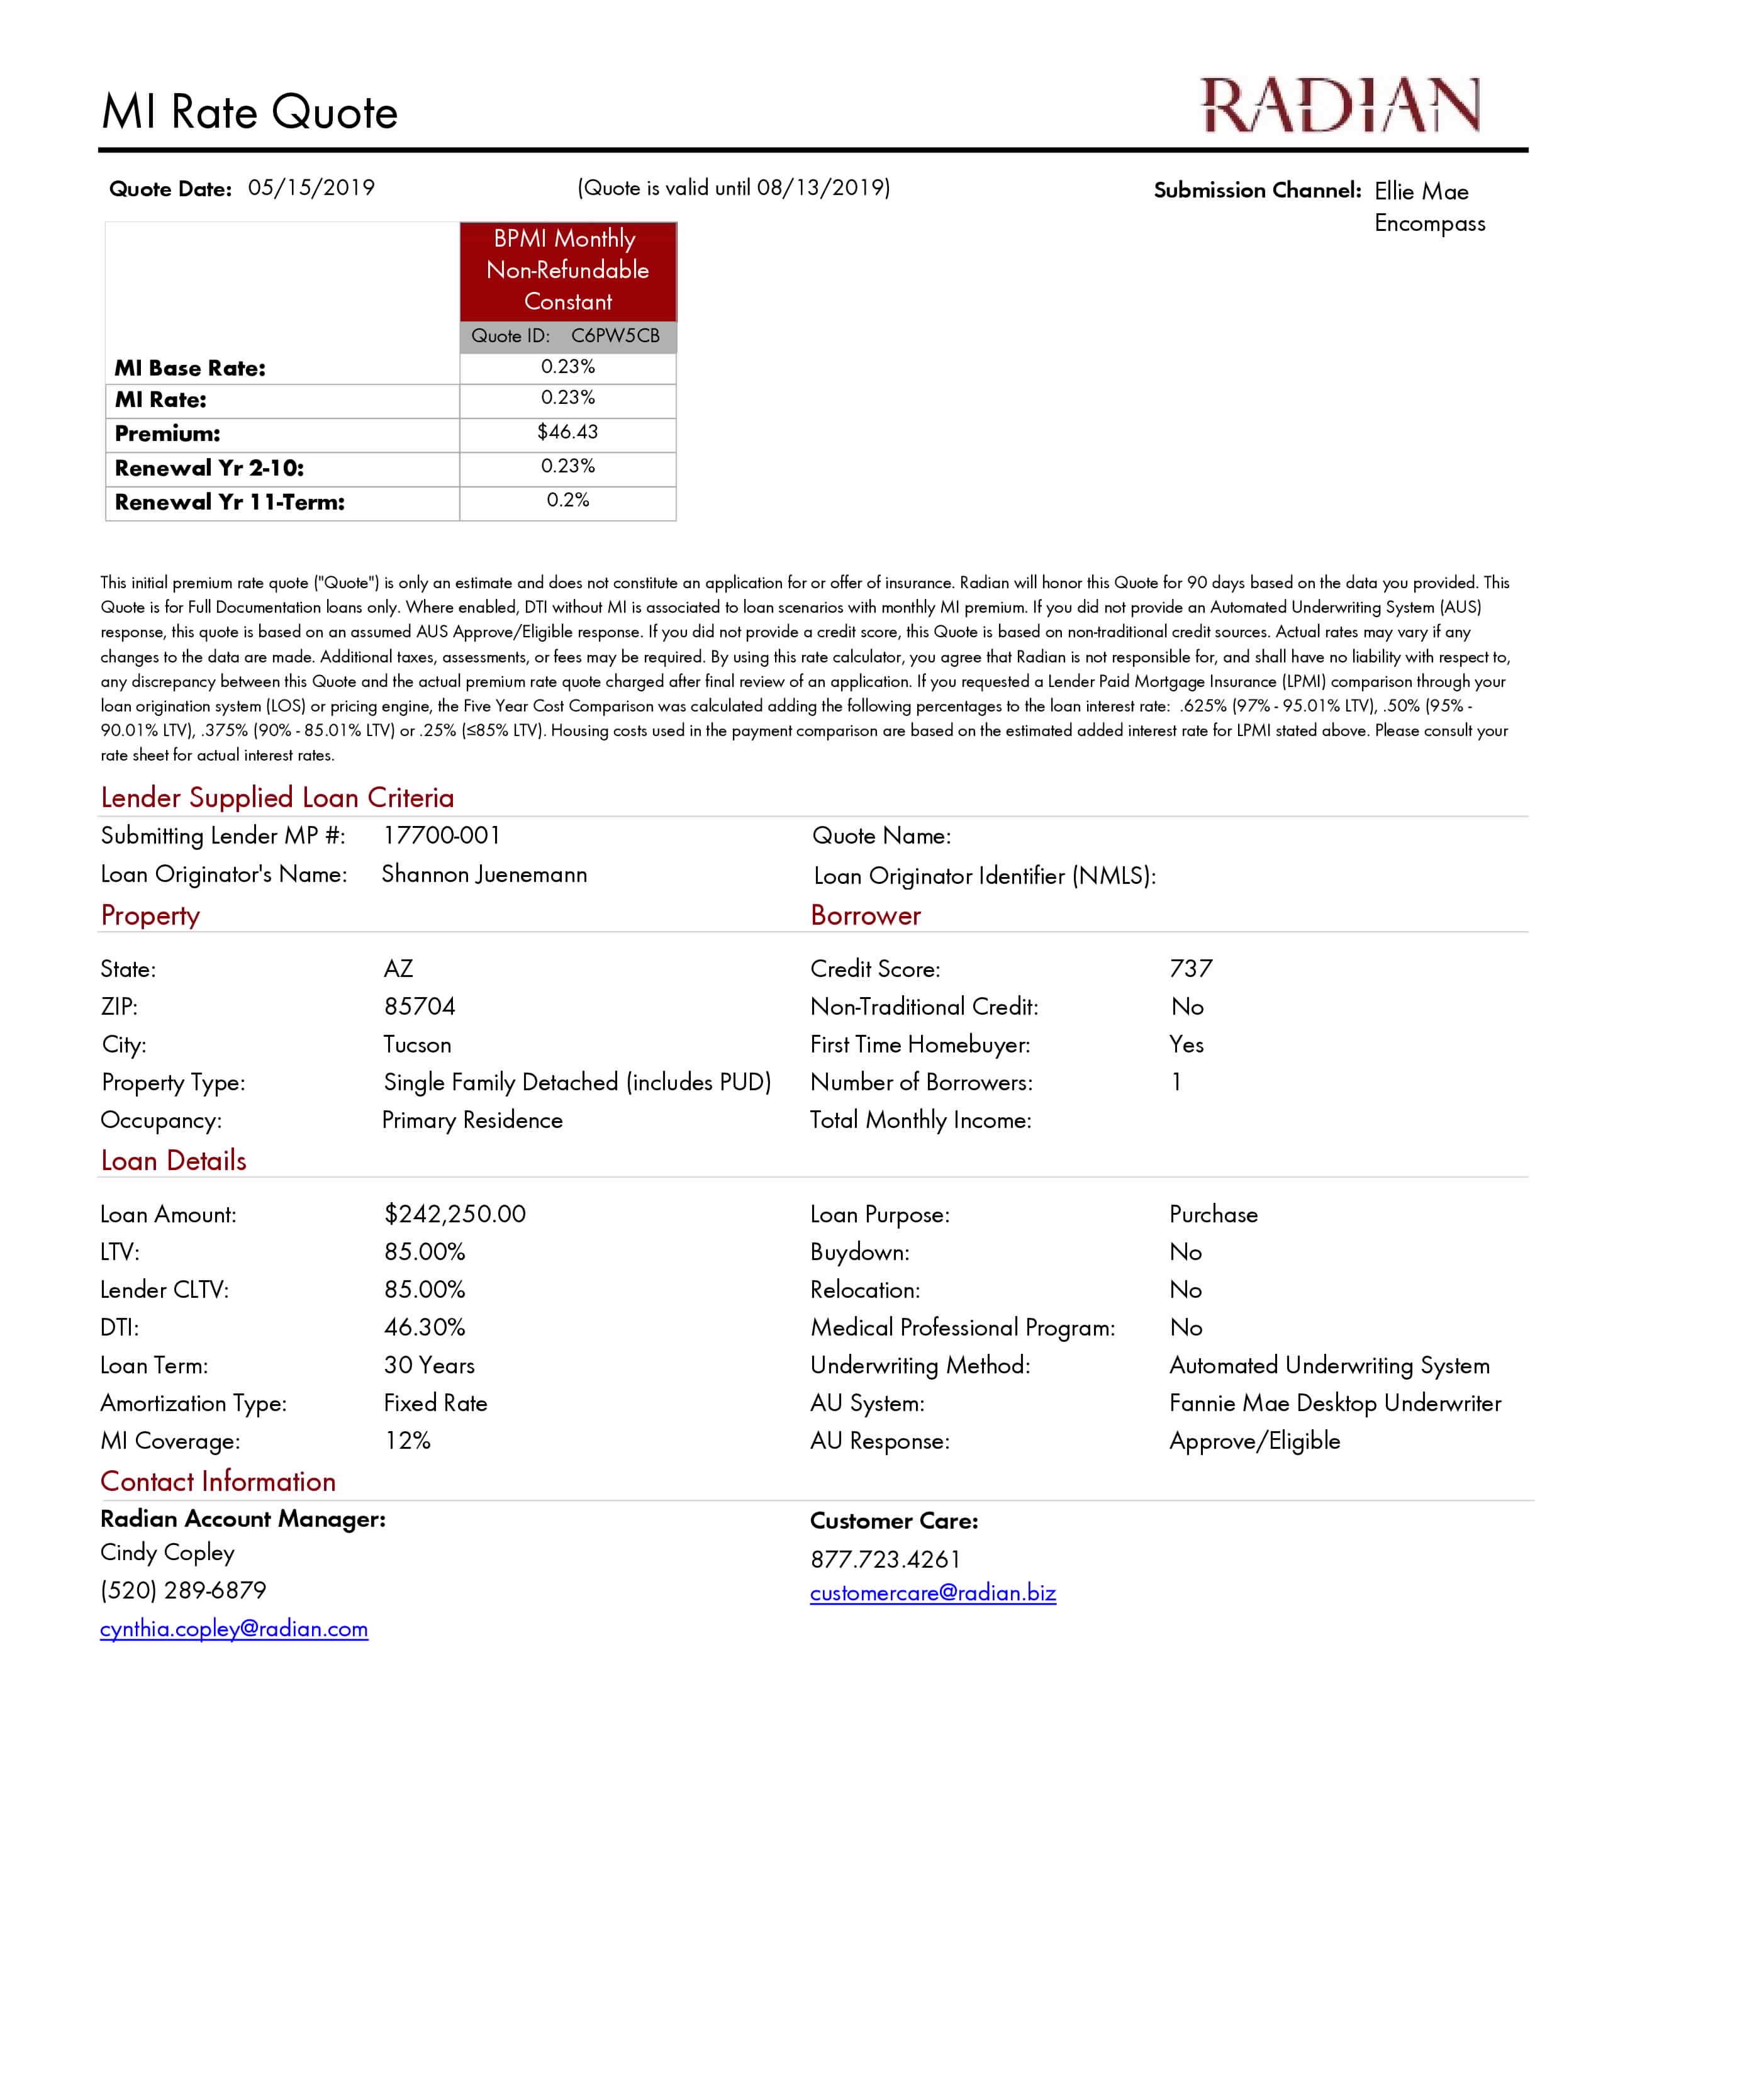 MI Rate Quote
RADIAN
Quote Date: 05/15/2019 (Quote is valid until 08/13/2019) Submission Channel: Ellie Mae
Encompass
BPMI Monthly
Non-Refundable
Constant
Quote ID: C6PW5CB
MI Base Rate: 0.23%
MI Rate: 0.23%
Premium: $46.43
Renewal Yr 2-10: 0.23%
Renewal Yr 11-Term: 0.2%
This initial premium rate quote ("Quote") is only an estimate and does not constitute an application for or offer of insurance. Radian will honor this Quote for 90 days based on the data you provided. This
Quote is for Full Documentation loans only. Where enabled, DTI without MI is associated to loan scenarios with monthly MI premium. If you did not provide an Automated Underwriting System (AUS)
response, this quote is based on an assumed AUS Approve/Eligible response. If you did not provide a credit score, this Quote is based on non-traditional credit sources. Actual rates may vary if any
changes to the data are made. Additional taxes, assessments, or fees may be required. By using this rate calculator, you agree that Radian is not responsible for, and shall have no liability with respect to,
any discrepancy between this Quote and the actual premium rate quote charged after final review of an application. If you requested a Lender Paid Mortgage Insurance (LPMI) comparison through your
loan origination system (LOS) or pricing engine, the Five Year Cost Comparison was calculated adding the following percentages to the loan interest rate: .625% (97% - 95.01% LTV), .50% (95% -
90.01% LTV), .375% (90% - 85.01% LTV) or .25% (≤85% LTV). Housing costs used in the payment comparison are based on the estimated added interest rate for LPMI stated above. Please consult your
rate sheet for actual interest rates.
Lender Supplied Loan Criteria
Submitting Lender MP #: 17700-001 Quote Name:
Loan Originator's Name: Shannon Juenemann Loan Originator Identifier (NMLS):
Property Borrower
State: AZ Credit Score: 737
ZIP: 85704 Non-Traditional Credit: No
City: Tucson First Time Homebuyer: Yes
Property Type: Single Family Detached (includes PUD) Number of Borrowers: 1
Occupancy: Primary Residence Total Monthly Income:
Loan Details
Loan Amount: $242,250.00 Loan Purpose: Purchase
LTV: 85.00% Buydown: No
Lender CLTV: 85.00% Relocation: No
DTI: 46.30% Medical Professional Program: No
Loan Term: 30 Years Underwriting Method: Automated Underwriting System
Amortization Type: Fixed Rate AU System: Fannie Mae Desktop Underwriter
MI Coverage: 12% AU Response: Approve/Eligible
Contact Information
Radian Account Manager: Customer Care:
Cindy Copley 877.723.4261
(520) 289-6879 customercare@radian.biz
cynthia.copley@radian.com